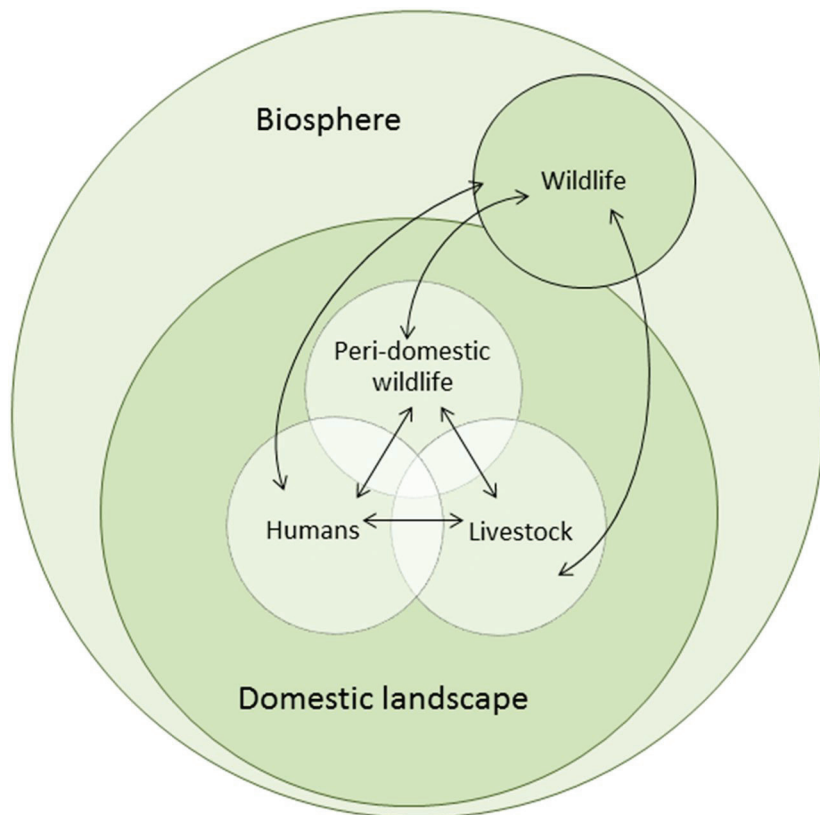 Biosphere
Wildlife
Peri-domestic
wildlife
Humans
Livestock
Domestic landscape